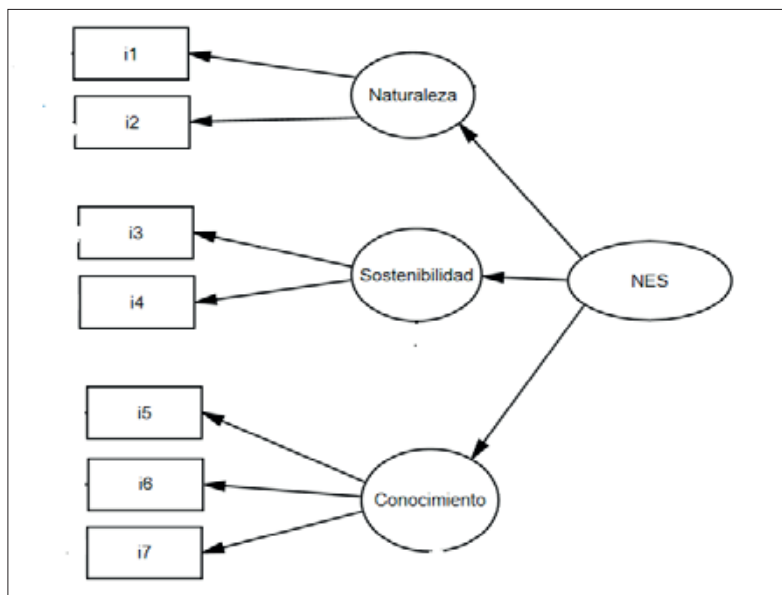 i1
Naturaleza
i2
i3
Sostenibilidad
NES
i4
i5
i6
Conocimiento
i7